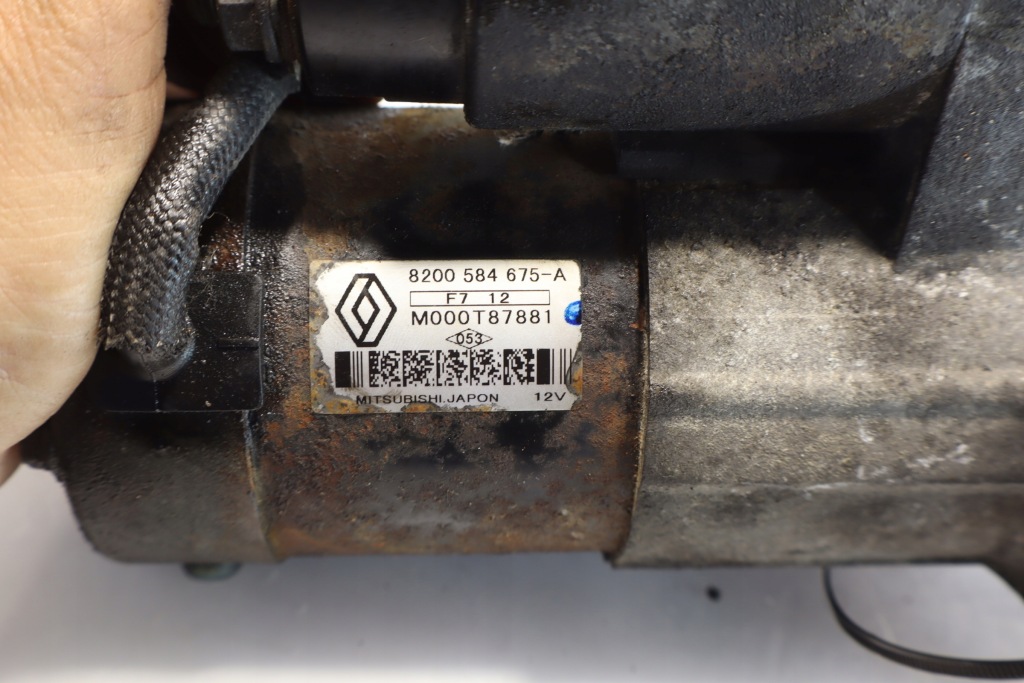 8200 584 675-A
F7 12
M000T87881
053
MITSUBISHI.JAPON 12V